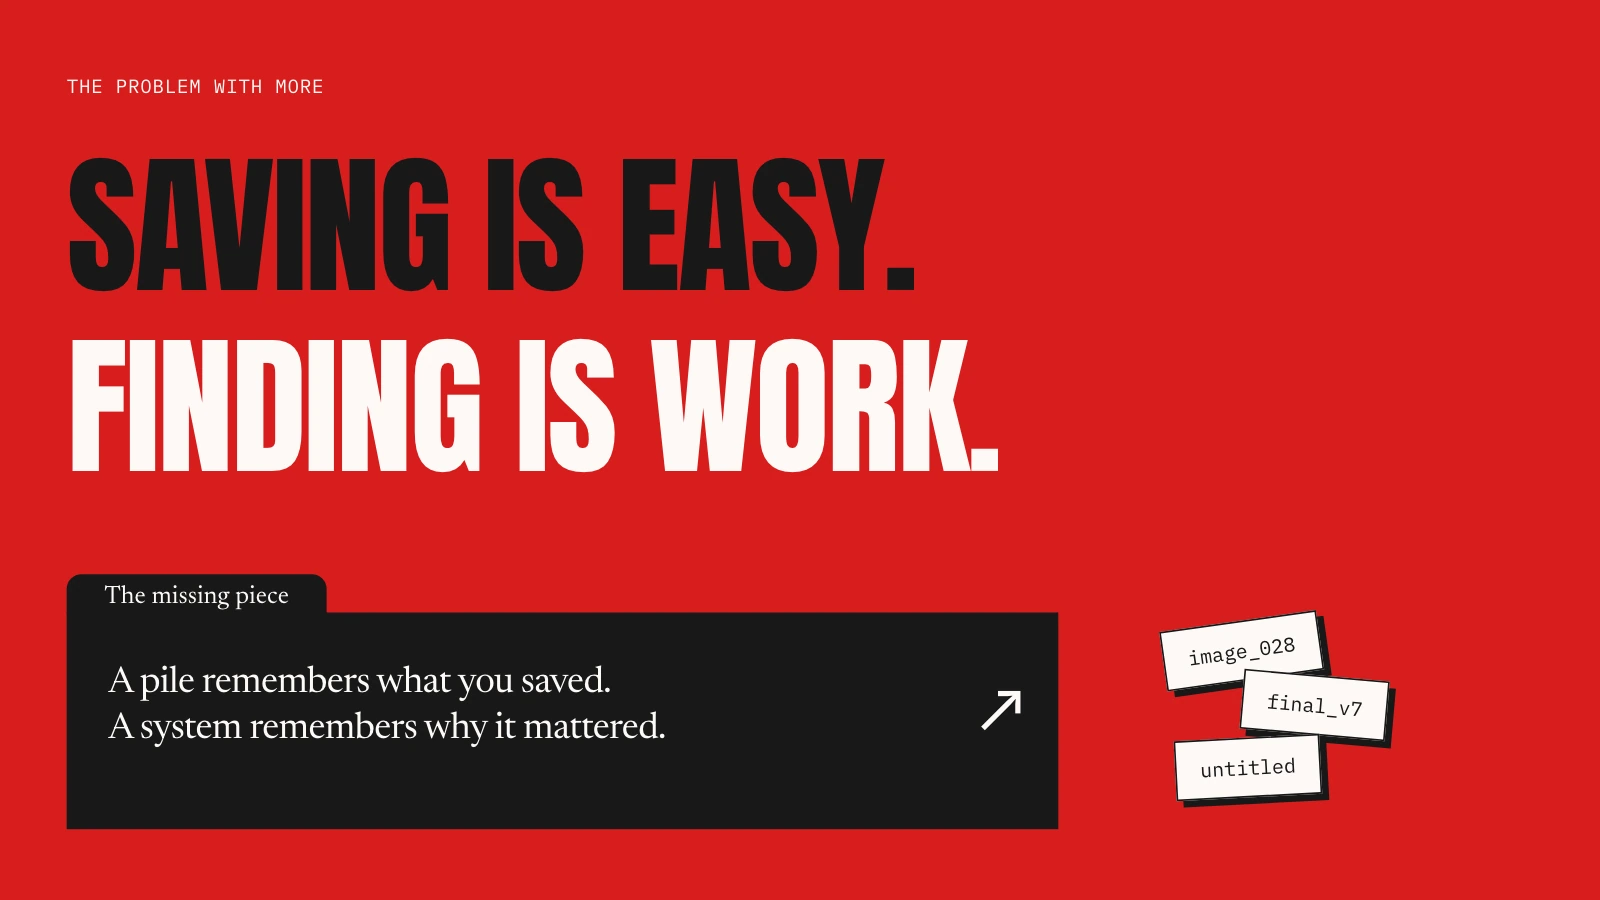 THE PROBLEM WITH MORE
SAVING IS EASY.
FINDING IS WORK.
The missing piece
A pile remembers what you saved.
A system remembers why it mattered.
image_028
final_v7
untitled